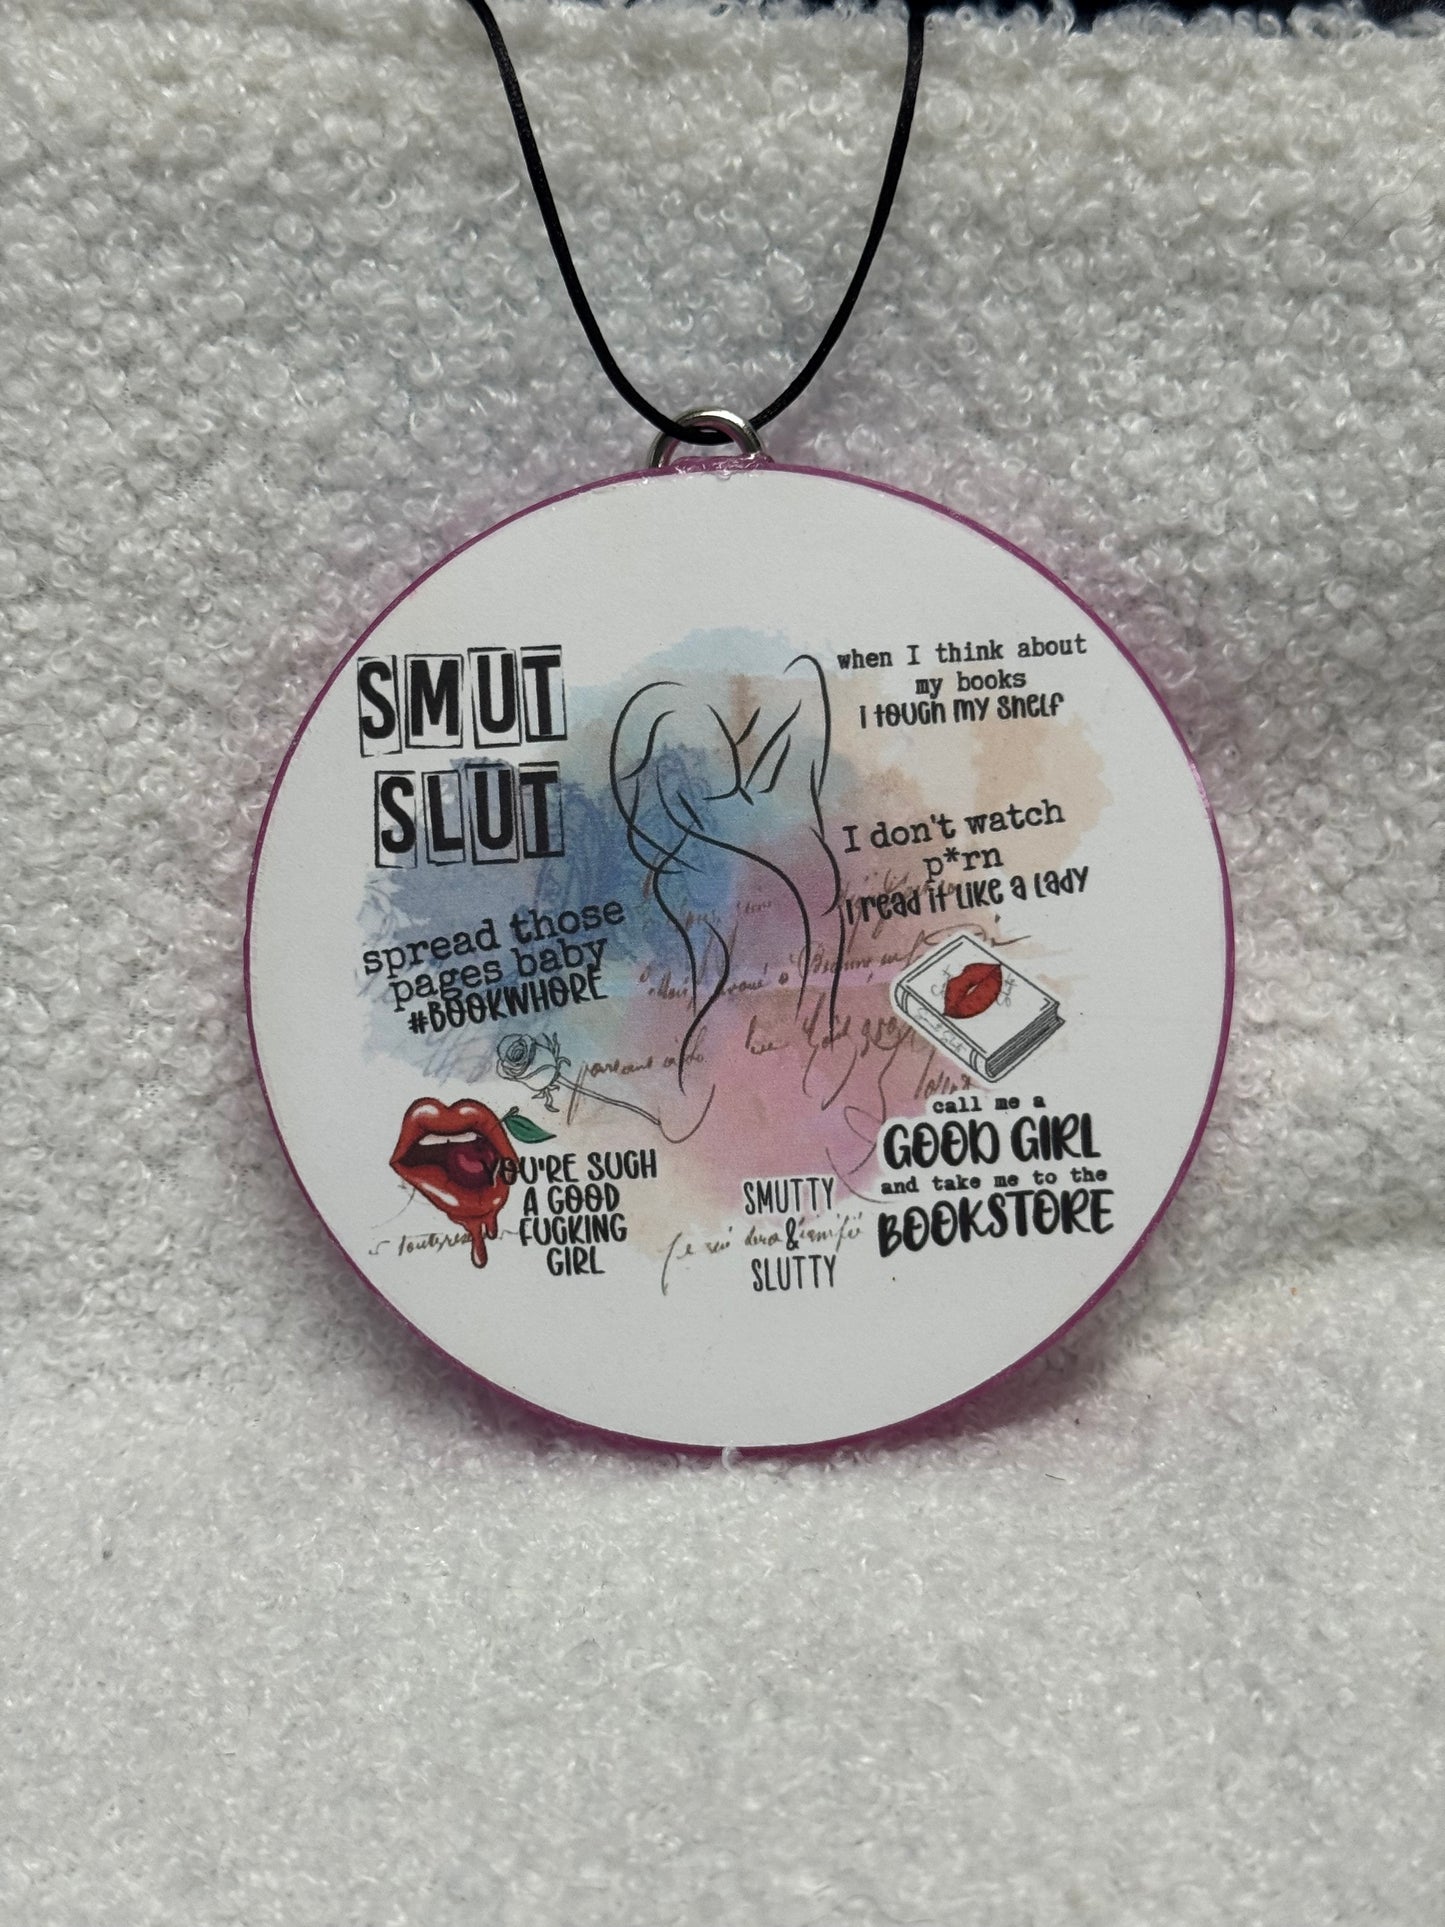 SMUT
SLUT
spread those
pages baby
#BOOKWHORE
YOU'RE SUCH
A GOOD
FUCKING
GIRL
when I think about
my books
I touch my shelf
I don't watch
p*rn
I read it like a lady
call me a
GOOD GIRL
and take me to the
BOOKSTORE
SMUTTY
&
SLUTTY